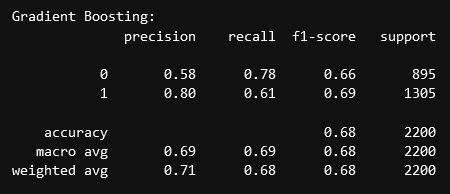 Gradient Boosting:
precision recall f1-score support
0 0.58 0.78 0.66 895
1 0.80 0.61 0.69 1305
accuracy 0.68 2200
macro avg 0.69 0.69 0.68 2200
weighted avg 0.71 0.68 0.68 2200